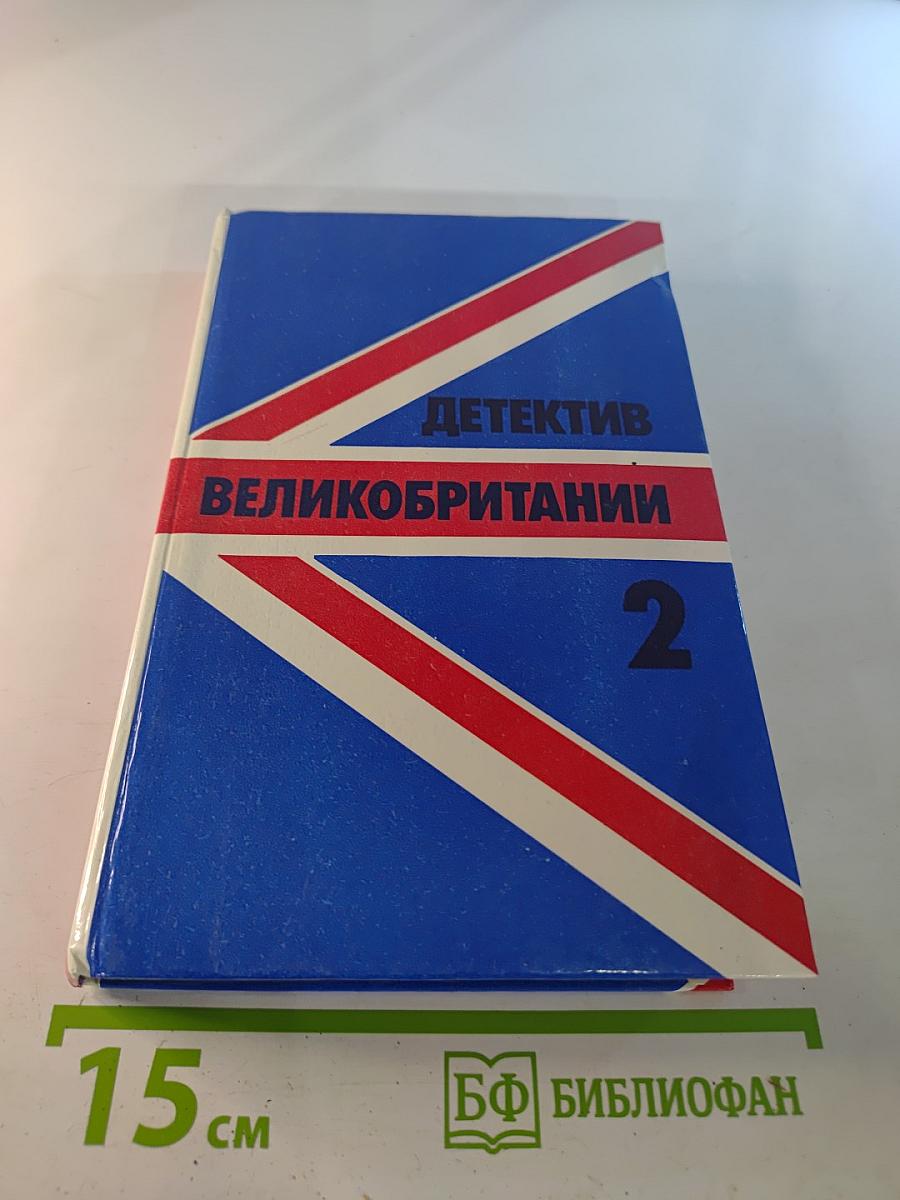 ДЕТЕКТИВ
ВЕЛИКОБРИТАНИИ
2
15 см
БФ БИБЛИОФАН